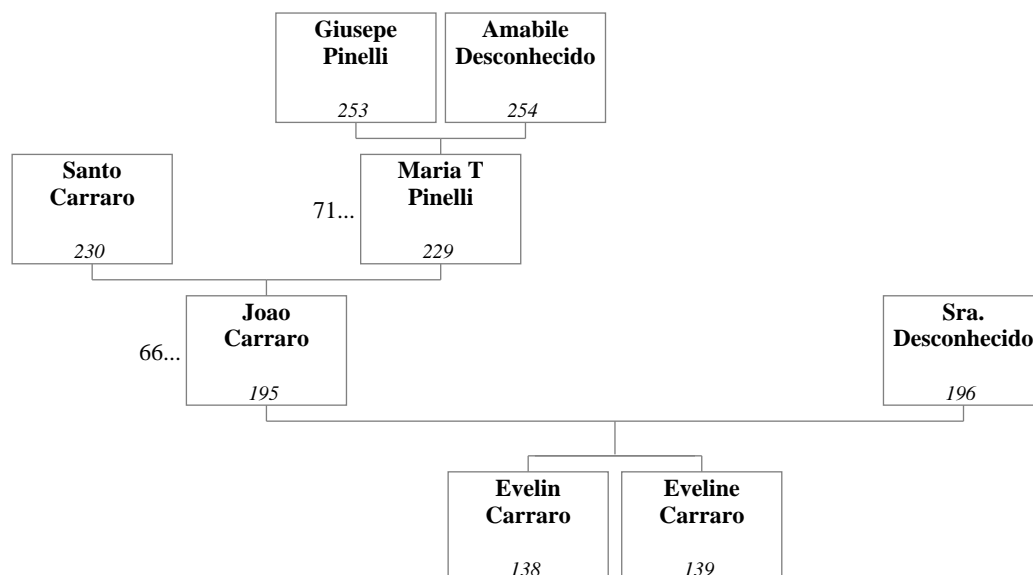 Giusepe
Pinelli
253
Amabile
Desconhecido
254
Santo
Carraro
230
71...
Maria T
Pinelli
229
66...
Joao
Carraro
195
Sra.
Desconhecido
196
Evelin
Carraro
138
Eveline
Carraro
139